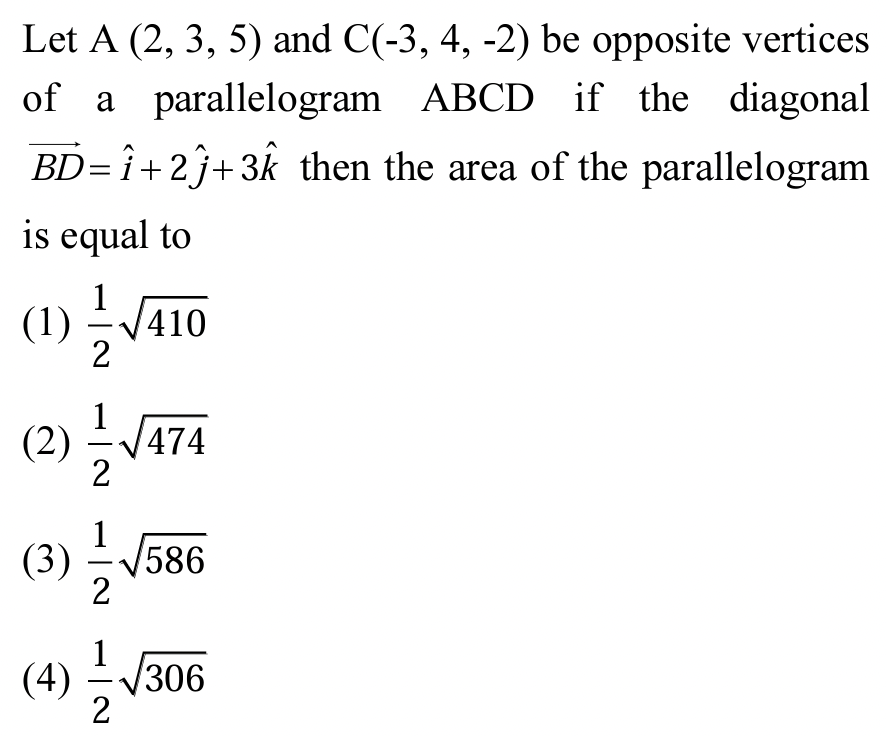 Let A (2, 3, 5) and C(-3, 4, -2) be opposite vertices
of a parallelogram ABCD if the diagonal
$\overrightarrow{BD} = \hat{i} + 2\hat{j} + 3\hat{k}$ then the area of the parallelogram
is equal to
(1) $\frac{1}{2}\sqrt{410}$
(2) $\frac{1}{2}\sqrt{474}$
(3) $\frac{1}{2}\sqrt{586}$
(4) $\frac{1}{2}\sqrt{306}$